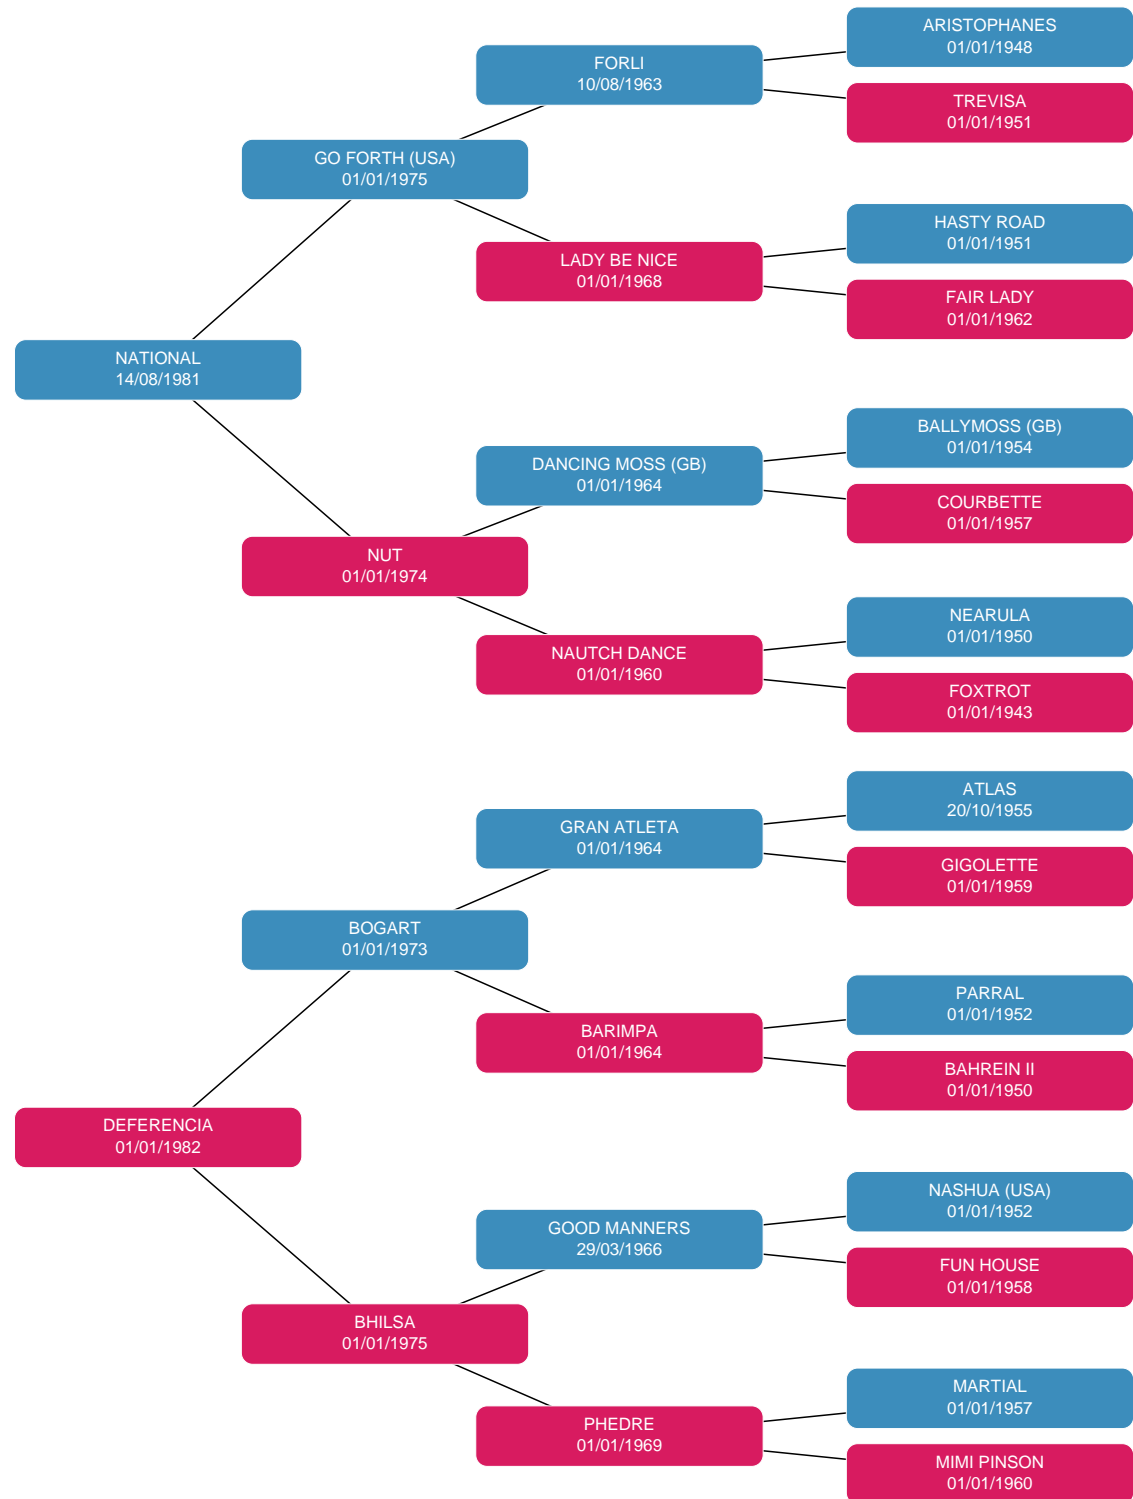 ARISTOPHANES
01/01/1948
FORLI
10/08/1963
TREVISA
01/01/1951
GO FORTH (USA)
01/01/1975
HASTY ROAD
01/01/1951
LADY BE NICE
01/01/1968
FAIR LADY
01/01/1962
NATIONAL
14/08/1981
BALLYMOSS (GB)
01/01/1954
DANCING MOSS (GB)
01/01/1964
COURBETTE
01/01/1957
NUT
01/01/1974
NEARULA
01/01/1950
NAUTCH DANCE
01/01/1960
FOXTROT
01/01/1943
ATLAS
20/10/1955
GRAN ATLETA
01/01/1964
GIGOLETTE
01/01/1959
BOGART
01/01/1973
PARRAL
01/01/1952
BARIMPA
01/01/1964
BAHREIN II
01/01/1950
DEFERENCIA
01/01/1982
NASHUA (USA)
01/01/1952
GOOD MANNERS
29/03/1966
FUN HOUSE
01/01/1958
BHILSA
01/01/1975
MARTIAL
01/01/1957
PHEDRE
01/01/1969
MIMI PINSON
01/01/1960